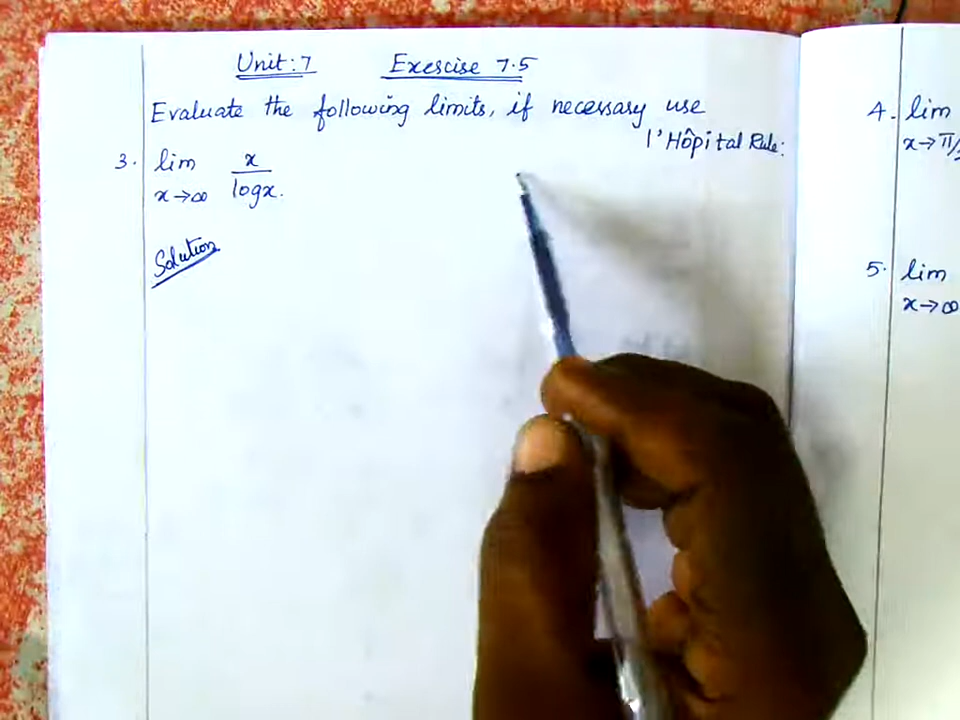 Unit:7 Exescise 7.5
Evaluate the following limits, if necessary use
l'Hôpital Rule:
3. lim x→∞ x/logx.
Solution
4. lim
x→π/2
5. lim
x→∞